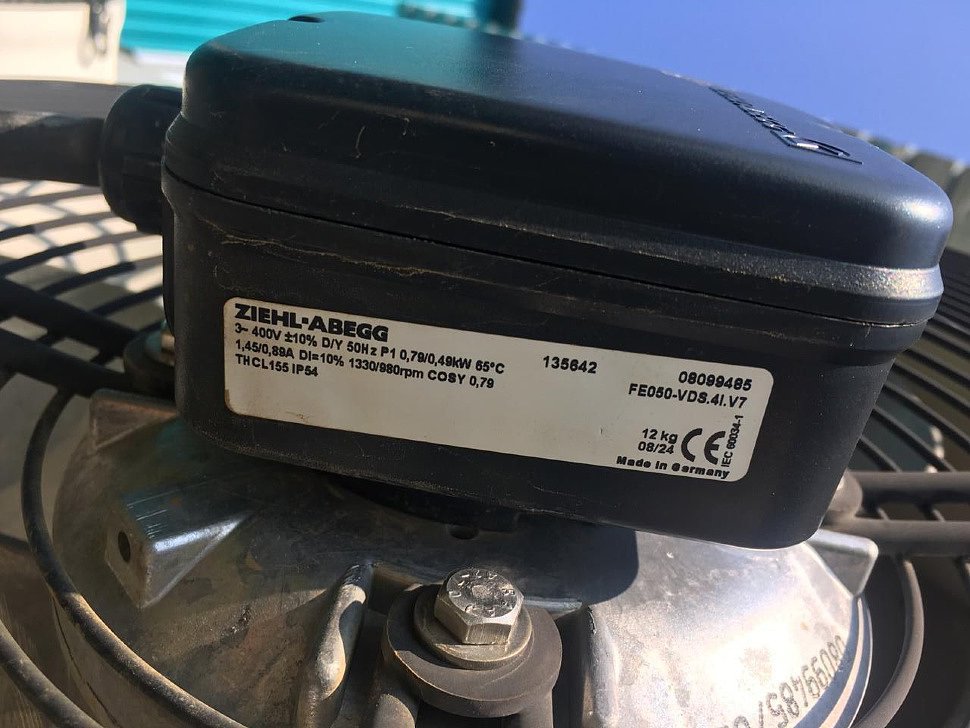 ZIEHL-ABEGG
3~ 400V ±10% D/Y 50Hz P1 0,79/0,49kW 65°C
1,45/0,89A DI=10% 1330/980rpm COSY 0,79
THCL155 IP54
135642
08099485
FE050-VDS.4I.V7
12 kg
08/24
CE
IEC 60034-1
Made in Germany